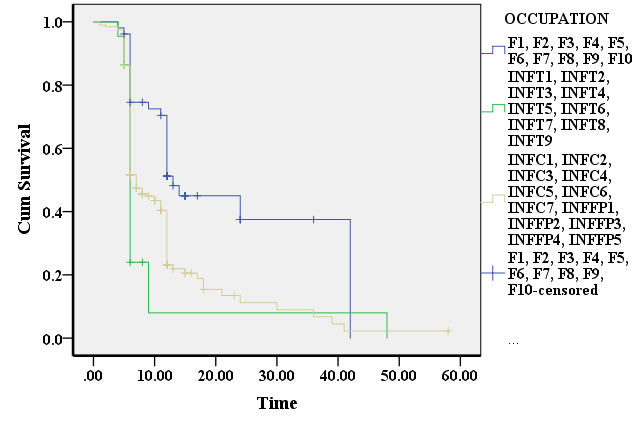 OCCUPATION
F1, F2, F3, F4, F5,
F6, F7, F8, F9, F10
INFT1, INFT2,
INFT3, INFT4,
INFT5, INFT6,
INFT7, INFT8,
INFT9
INFC1, INFC2,
INFC3, INFC4,
INFC5, INFC6,
INFC7, INFFP1,
INFFP2, INFFP3,
INFFP4, INFFP5
F1, F2, F3, F4, F5,
F6, F7, F8, F9,
F10-censored
...
Cum Survival
1.0
0.8
0.6
0.4
0.2
0.0
.00 10.00 20.00 30.00 40.00 50.00 60.00
Time